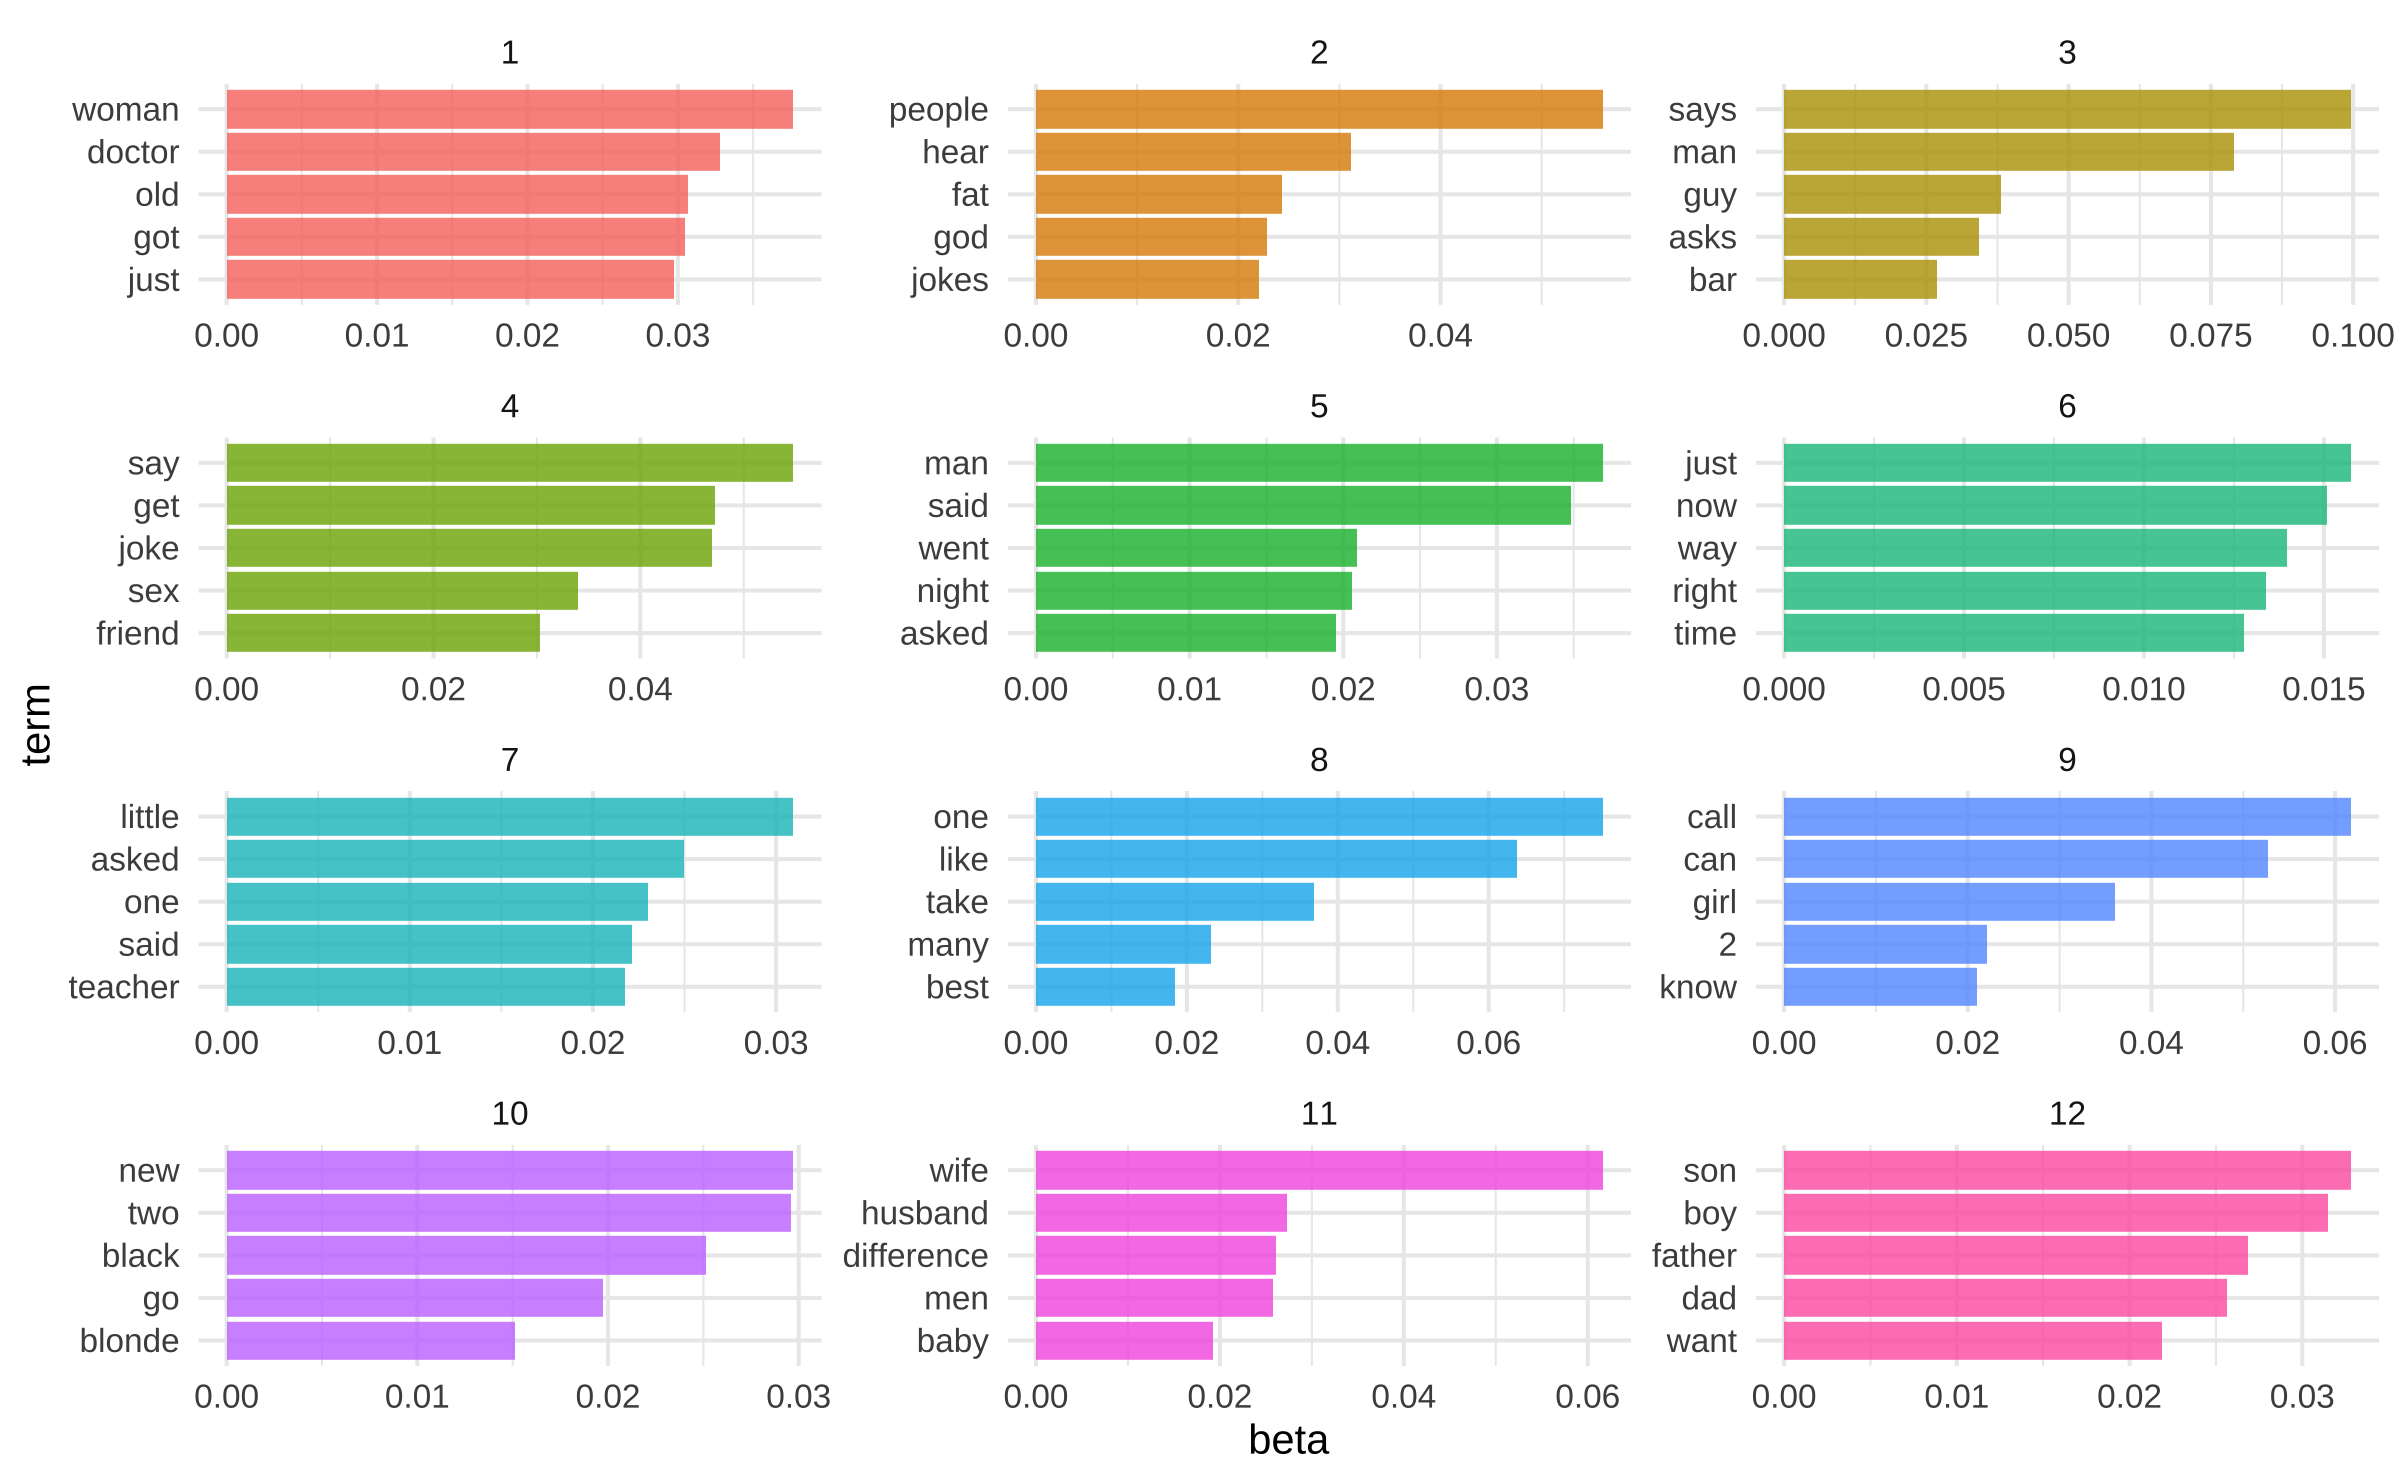 1
woman
doctor
old
got
just
0.00 0.01 0.02 0.03
2
people
hear
fat
god
jokes
0.00 0.02 0.04
3
says
man
guy
asks
bar
0.000 0.025 0.050 0.075 0.100
4
say
get
joke
sex
friend
0.00 0.02 0.04
5
man
said
went
night
asked
0.00 0.01 0.02 0.03
6
just
now
way
right
time
0.000 0.005 0.010 0.015
7
little
asked
one
said
teacher
0.00 0.01 0.02 0.03
8
one
like
take
many
best
0.00 0.02 0.04 0.06
9
call
can
girl
2
know
0.00 0.02 0.04 0.06
10
new
two
black
go
blonde
0.00 0.01 0.02 0.03
11
wife
husband
difference
men
baby
0.00 0.02 0.04 0.06
12
son
boy
father
dad
want
0.00 0.01 0.02 0.03
term
beta